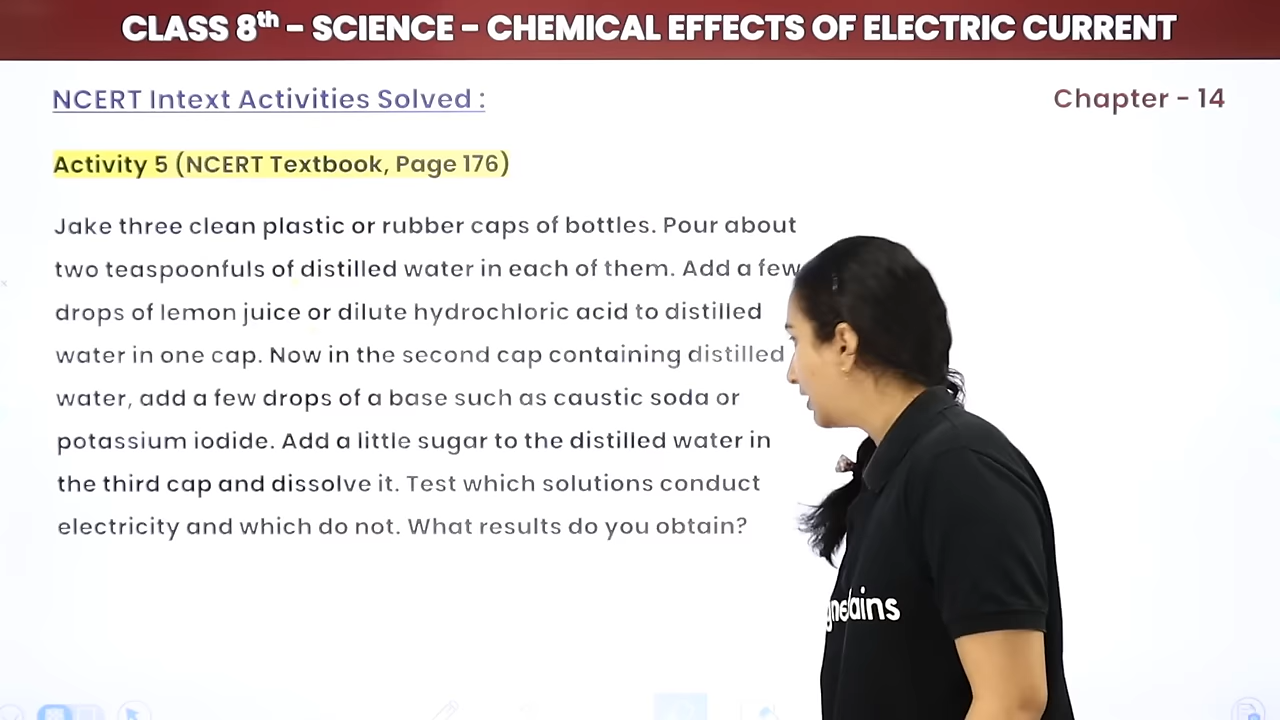 CLASS 8th - SCIENCE - CHEMICAL EFFECTS OF ELECTRIC CURRENT
NCERT Intext Activities Solved :
Chapter - 14
Activity 5 (NCERT Textbook, Page 176)
Jake three clean plastic or rubber caps of bottles. Pour about
two teaspoonfuls of distilled water in each of them. Add a few
drops of lemon juice or dilute hydrochloric acid to distilled
water in one cap. Now in the second cap containing distilled
water, add a few drops of a base such as caustic soda or
potassium iodide. Add a little sugar to the distilled water in
the third cap and dissolve it. Test which solutions conduct
electricity and which do not. What results do you obtain?